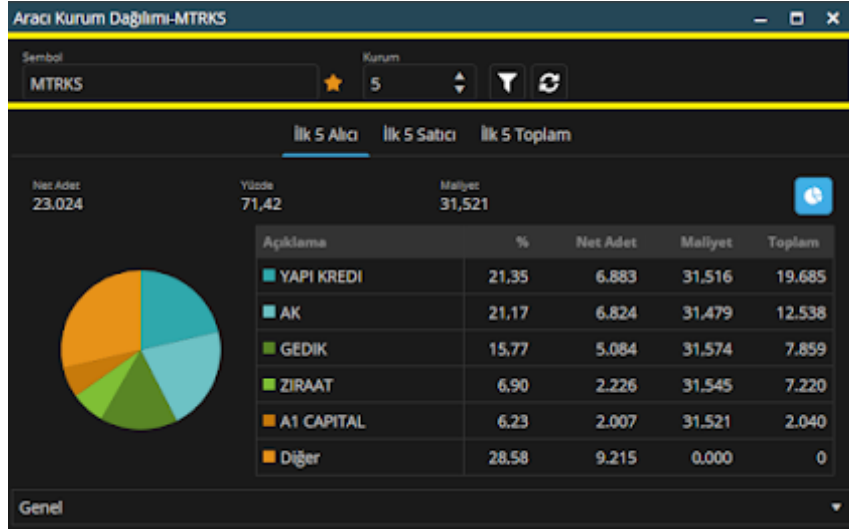 Aracı Kurum Dağılımı-MTRKS
Sembol Kurum
MTRKS 5
İlk 5 Alıcı İlk 5 Satıcı İlk 5 Toplam
Net Adet Yüzde Maliyet
23.024 71,42 31,521
Açıklama % Net Adet Maliyet Toplam
YAPI KREDI 21,35 6.883 31,516 19.685
AK 21,17 6.824 31,479 12.538
GEDIK 15,77 5.084 31,574 7.859
ZIRAAT 6,90 2.226 31,545 7.220
A1 CAPITAL 6,23 2.007 31,521 2.040
Diğer 28,58 9.215 0,000 0
Genel